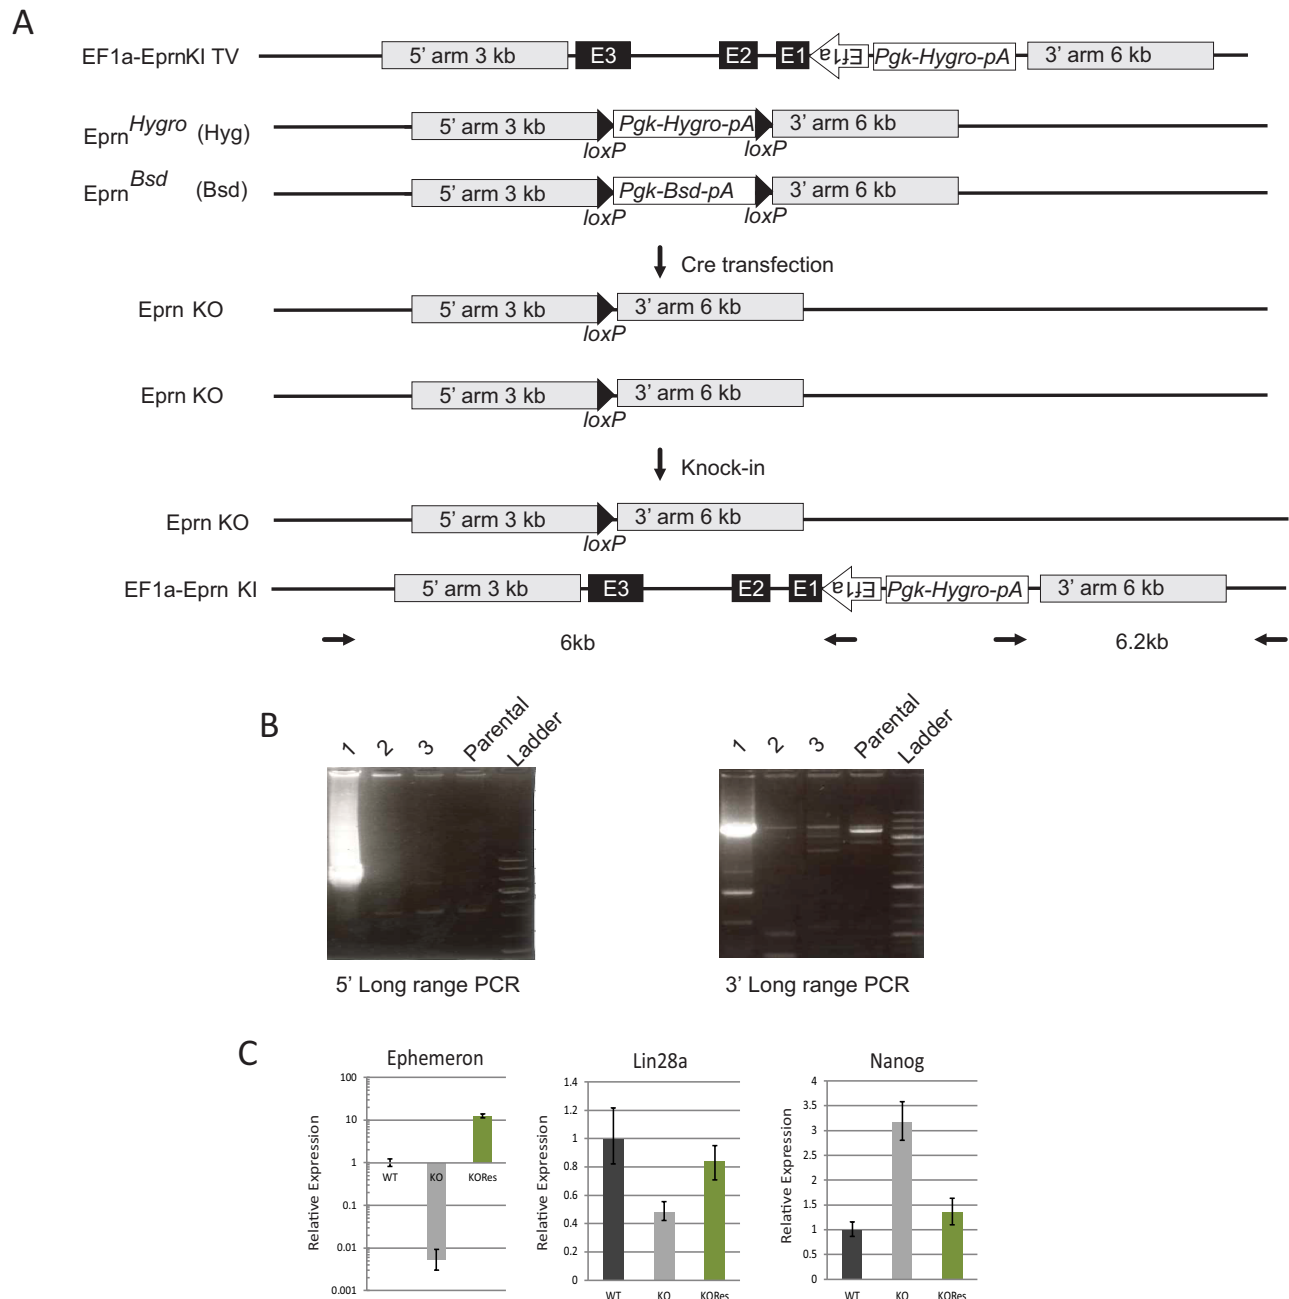 A
EF1a-EprnKI TV 5' arm 3 kb E3 E2 E1 Ef1a Pgk-Hygro-pA 3' arm 6 kb
Eprn Hygro (Hyg) 5' arm 3 kb Pgk-Hygro-pA 3' arm 6 kb
loxP loxP
Eprn Bsd (Bsd) 5' arm 3 kb Pgk-Bsd-pA 3' arm 6 kb
loxP loxP
Cre transfection
Eprn KO 5' arm 3 kb 3' arm 6 kb
loxP
Eprn KO 5' arm 3 kb 3' arm 6 kb
loxP
Knock-in
Eprn KO 5' arm 3 kb 3' arm 6 kb
loxP
EF1a-Eprn KI 5' arm 3 kb E3 E2 E1 Ef1a Pgk-Hygro-pA 3' arm 6 kb
6kb 6.2kb
B
1 2 3 Parental Ladder
5' Long range PCR
1 2 3 Parental Ladder
3' Long range PCR
C
Ephemeron
Relative Expression
100
10
1
0.1
0.01
0.001
WT KO KORes
Lin28a
Relative Expression
1.4
1.2
1
0.8
0.6
0.4
0.2
0
WT KO KORes
Nanog
Relative Expression
4
3.5
3
2.5
2
1.5
1
0.5
0
WT KO KORes